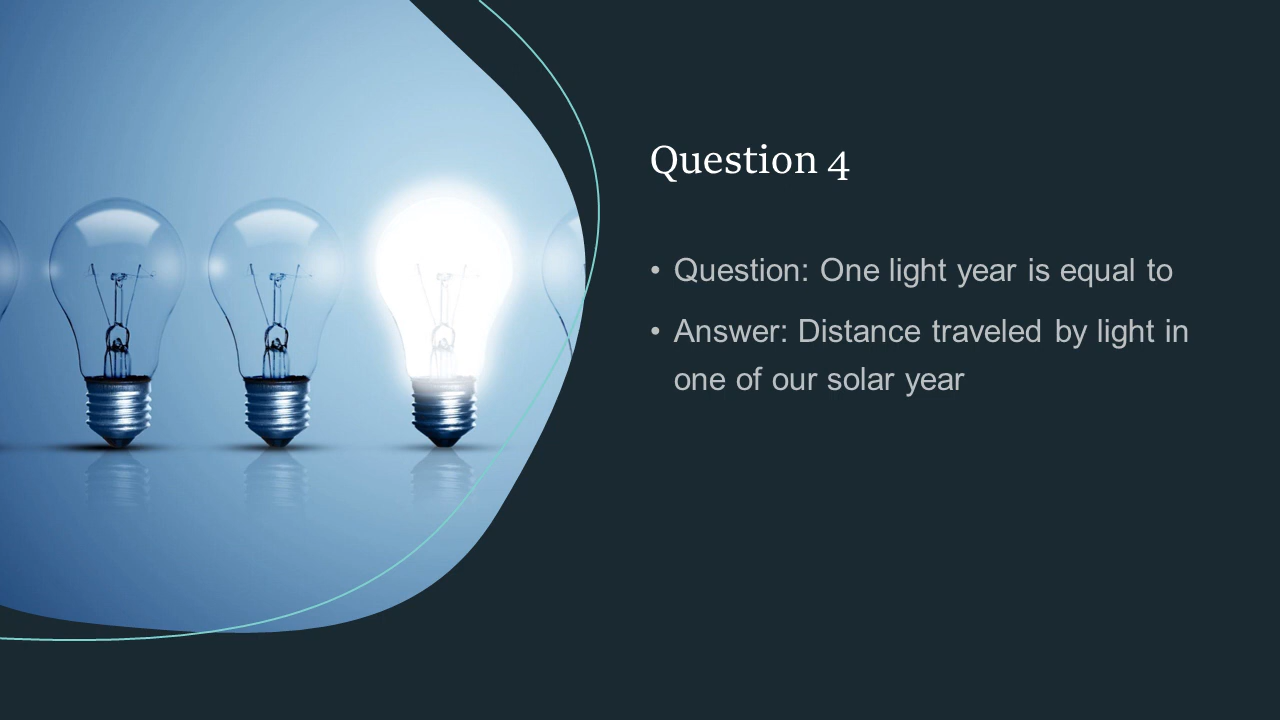 Question 4
• Question: One light year is equal to
• Answer: Distance traveled by light in
one of our solar year